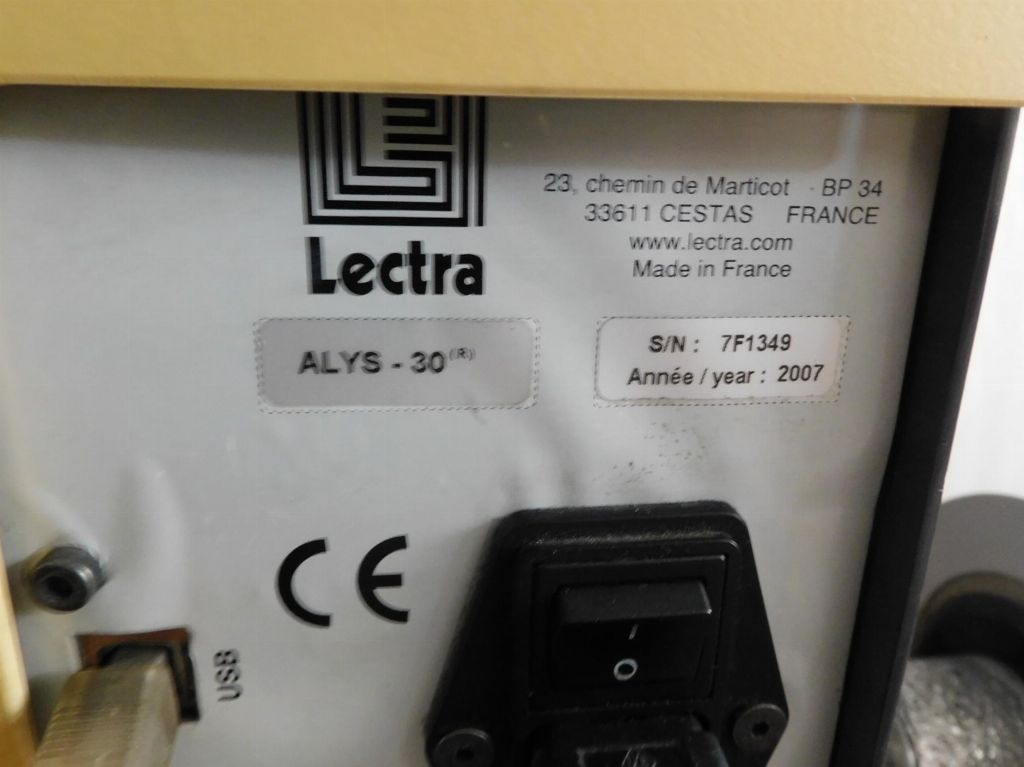 Lectra
23, chemin de Marticot · BP 34
33611 CESTAS FRANCE
www.lectra.com
Made in France
ALYS - 30(R)
S/N : 7F1349
Année / year : 2007
CE
USB
I
O